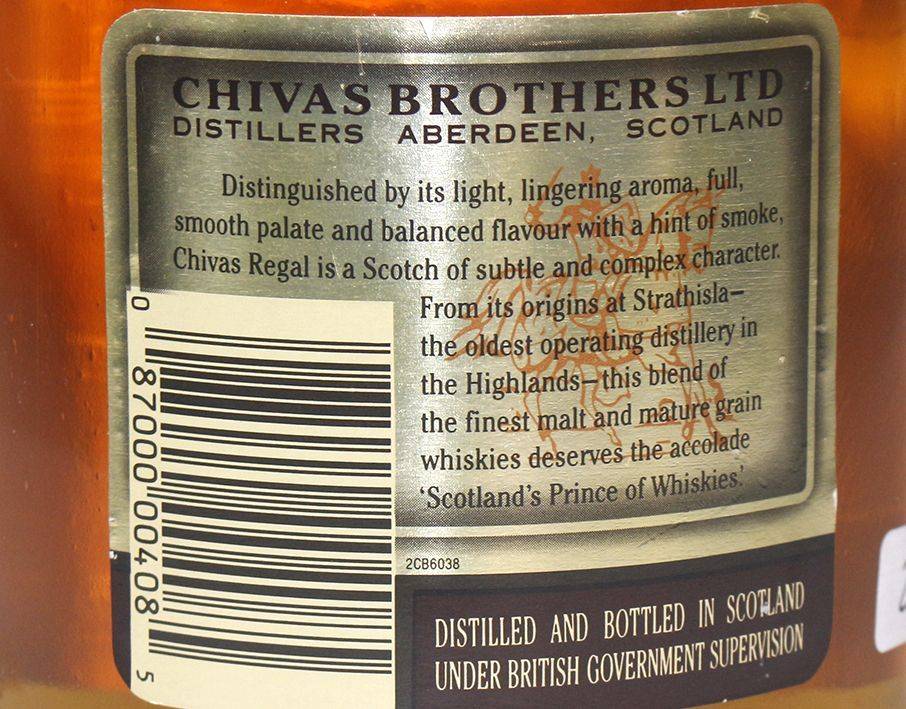 CHIVAS BROTHERS LTD
DISTILLERS ABERDEEN, SCOTLAND
Distinguished by its light, lingering aroma, full,
smooth palate and balanced flavour with a hint of smoke,
Chivas Regal is a Scotch of subtle and complex character.
From its origins at Strathisla—
the oldest operating distillery in
the Highlands—this blend of
the finest malt and mature grain
whiskies deserves the accolade
‘Scotland’s Prince of Whiskies.’
0 87000 00408 5
2CB6038
DISTILLED AND BOTTLED IN SCOTLAND
UNDER BRITISH GOVERNMENT SUPERVISION